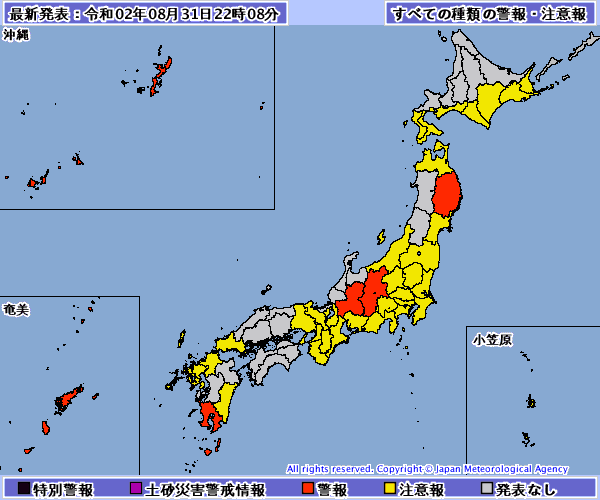 最新発表：令和02年08月31日22時08分
すべての種類の警報・注意報
沖縄
奄美
小笠原
All rights reserved. Copyright © Japan Meteorological Agency
特別警報
土砂災害警戒情報
警報
注意報
発表なし